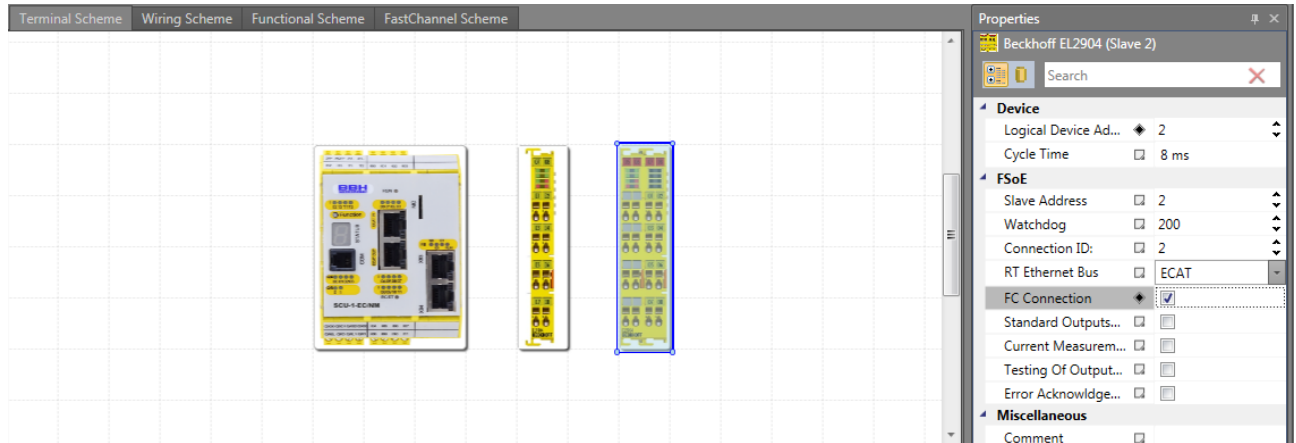 Terminal Scheme Wiring Scheme Functional Scheme FastChannel Scheme
Properties
Beckhoff EL2904 (Slave 2)
Search
Device
Logical Device Ad... 2
Cycle Time 8 ms
FSoE
Slave Address 2
Watchdog 200
Connection ID: 2
RT Ethernet Bus ECAT
FC Connection
Standard Outputs...
Current Measurem...
Testing Of Output...
Error Acknowldge...
Miscellaneous
Comment
BBH
SCU-1-EC/NM